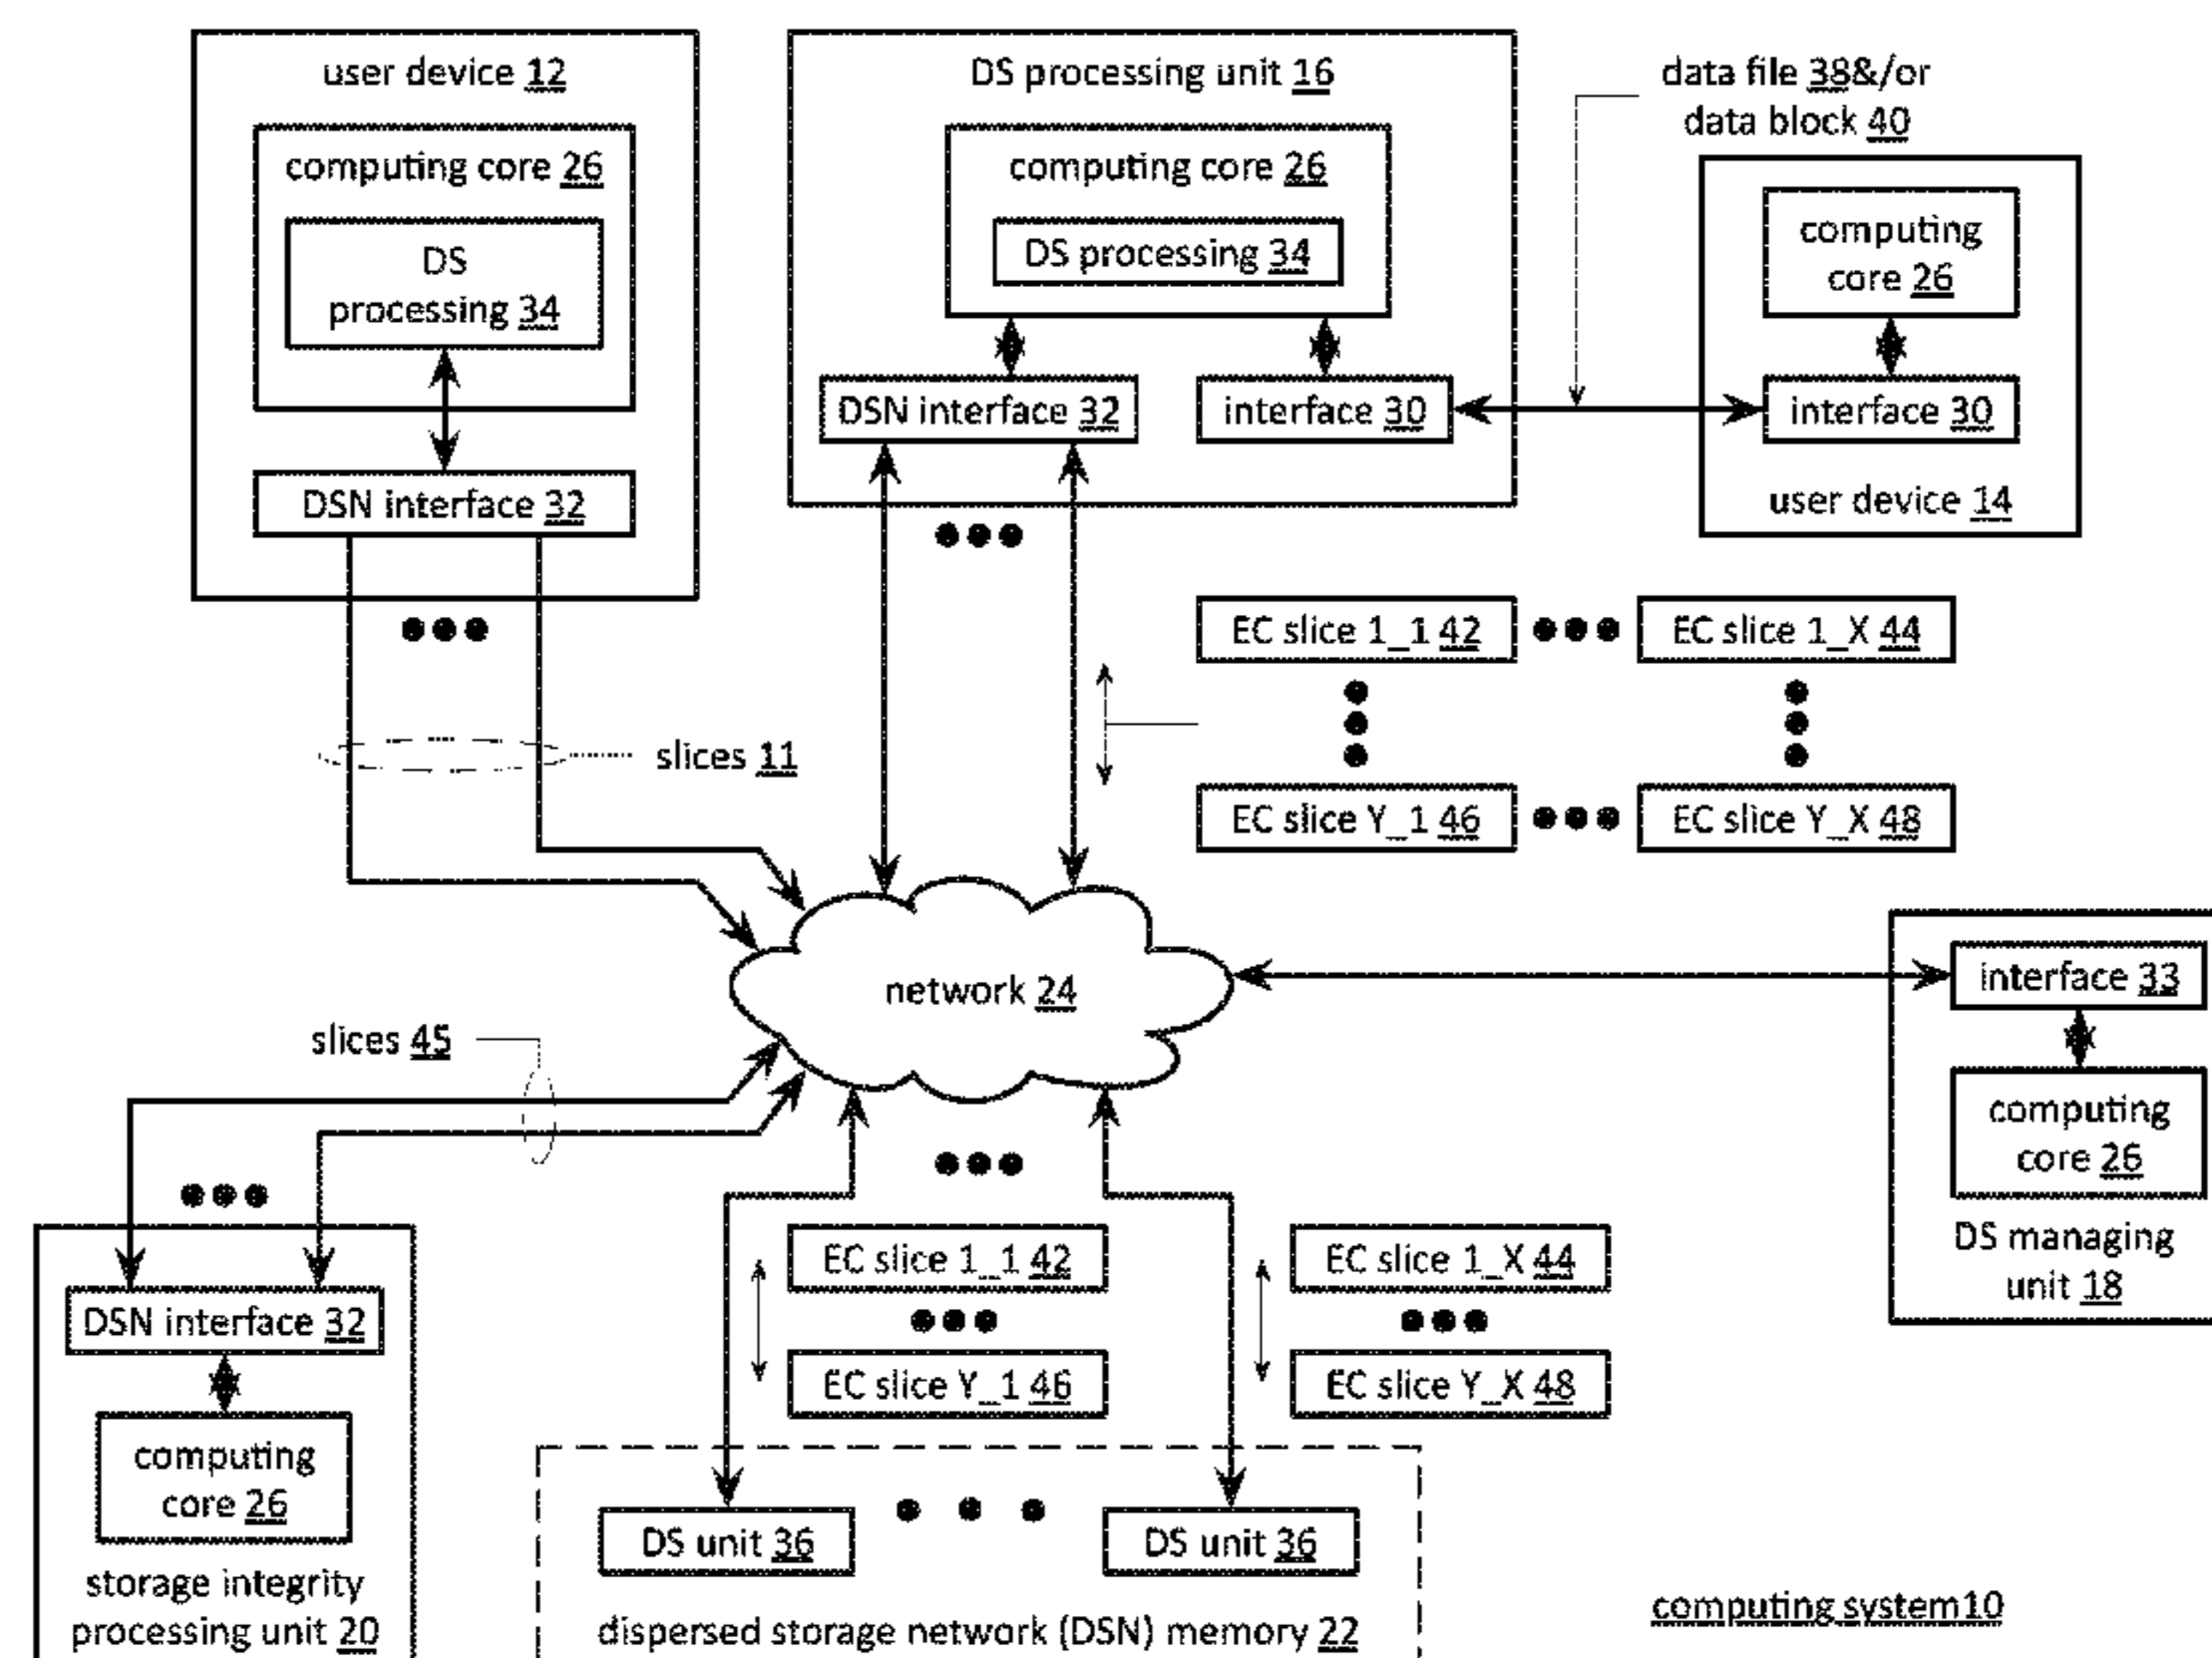 user device 12
computing core 26
DS
processing 34
DSN interface 32
DS processing unit 16
computing core 26
DS processing 34
DSN interface 32
interface 30
data file 38&/or
data block 40
computing
core 26
interface 30
user device 14
slices 11
EC slice 1_1 42
EC slice 1_X 44
EC slice Y_1 46
EC slice Y_X 48
network 24
interface 33
computing
core 26
DS managing
unit 18
slices 45
DSN interface 32
computing
core 26
storage integrity
processing unit 20
EC slice 1_1 42
EC slice Y_1 46
EC slice 1_X 44
EC slice Y_X 48
DS unit 36
DS unit 36
dispersed storage network (DSN) memory 22
computing system10